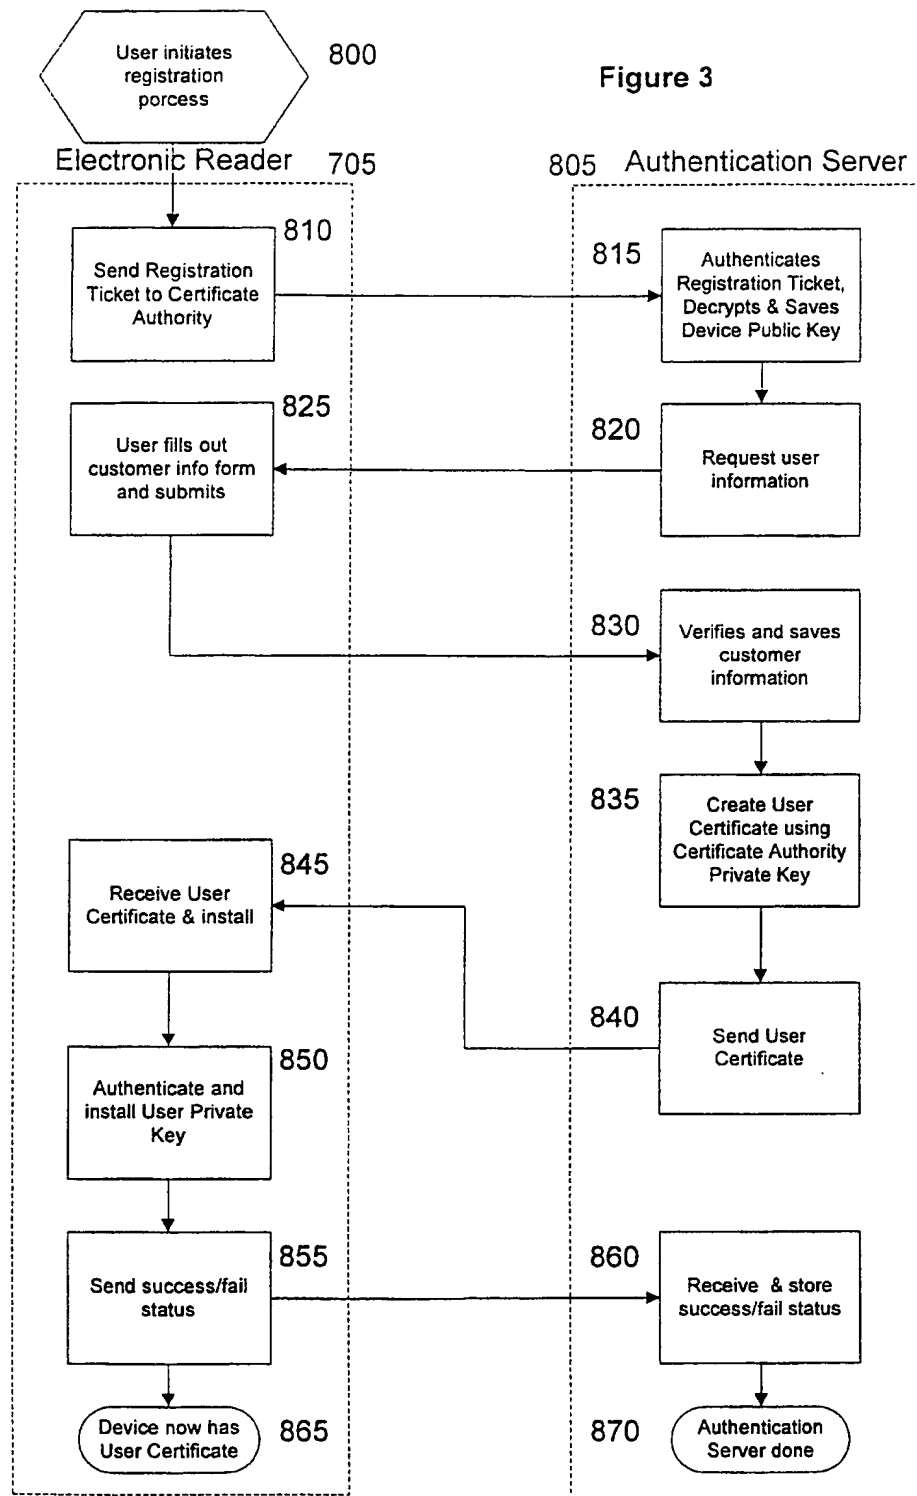 User initiates
registration
porcess
800
Figure 3
Electronic Reader
705
805
Authentication Server
810
Send Registration
Ticket to Certificate
Authority
815
Authenticates
Registration Ticket,
Decrypts & Saves
Device Public Key
825
User fills out
customer info form
and submits
820
Request user
information
830
Verifies and saves
customer
information
835
Create User
Certificate using
Certificate Authority
Private Key
845
Receive User
Certificate & install
840
Send User
Certificate
850
Authenticate and
install User Private
Key
855
Send success/fail
status
860
Receive & store
success/fail status
Device now has
User Certificate
865
870
Authentication
Server done